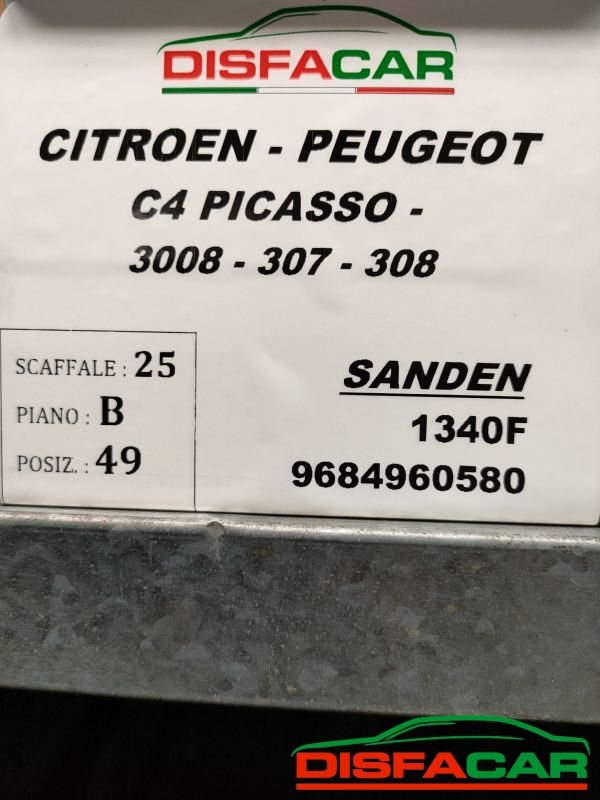 DISFACAR
CITROEN - PEUGEOT
C4 PICASSO -
3008 - 307 - 308
SCAFFALE : 25
PIANO : B
POSIZ. : 49
SANDEN
1340F
9684960580
DISFACAR